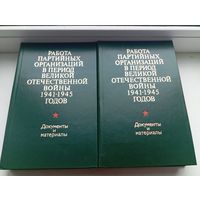 РАБОТА
ПАРТИЙНЫХ
ОРГАНИЗАЦИЙ
В ПЕРИОД
ВЕЛИКОЙ
ОТЕЧЕСТВЕННОЙ
ВОЙНЫ
1941-1945
ГОДОВ
Документы
и
материалы
РАБОТА
ПАРТИЙНЫХ
ОРГАНИЗАЦИЙ
В ПЕРИОД
ВЕЛИКОЙ
ОТЕЧЕСТВЕННОЙ
ВОЙНЫ
1941-1945
ГОДОВ
Документы
и
материалы